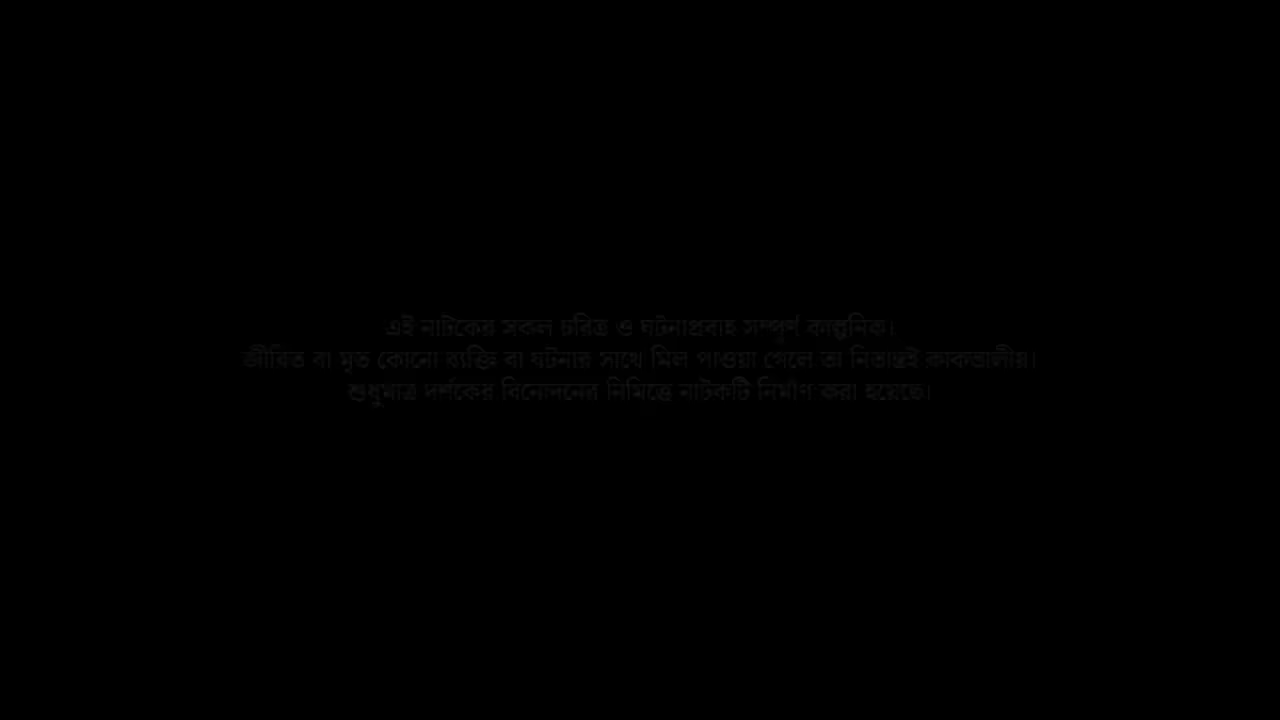 এই নাটকের সকল চরিত্র ও ঘটনাপ্রবাহ সম্পূর্ণ কাল্পনিক।
জীবিত বা মৃত কোনো ব্যক্তি বা ঘটনার সাথে মিল পাওয়া গেলে তা নিতান্তই কাকতালীয়।
শুধুমাত্র দর্শকের বিনোদনের নিমিত্তে নাটকটি নির্মাণ করা হয়েছে।